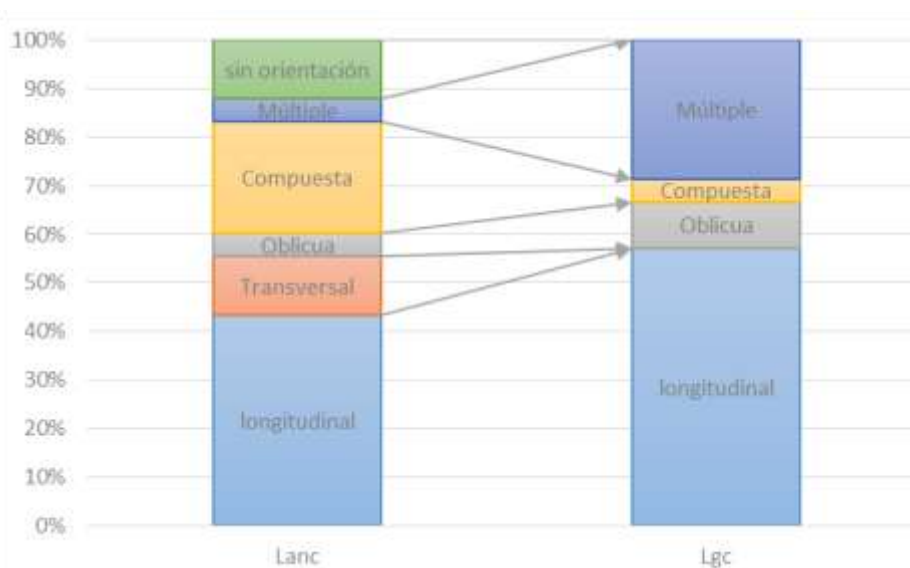 100%
90%
80%
70%
60%
50%
40%
30%
20%
10%
0%
sin orientación
Múltiple
Compuesta
Oblicua
Transversal
longitudinal
Múltiple
Compuesta
Oblicua
longitudinal
Lanc
Lgc